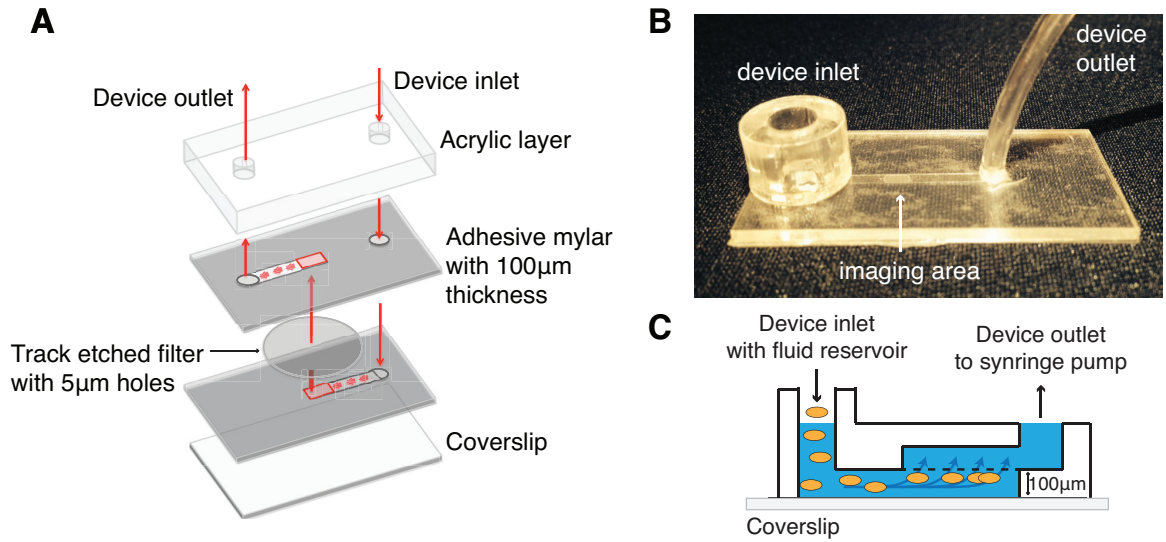 A
Device outlet
Device inlet
Acrylic layer
Adhesive mylar
with 100µm
thickness
Track etched filter
with 5µm holes
Coverslip
B
device inlet
device
outlet
imaging area
C
Device inlet
with fluid reservoir
Device outlet
to synringe pump
100µm
Coverslip